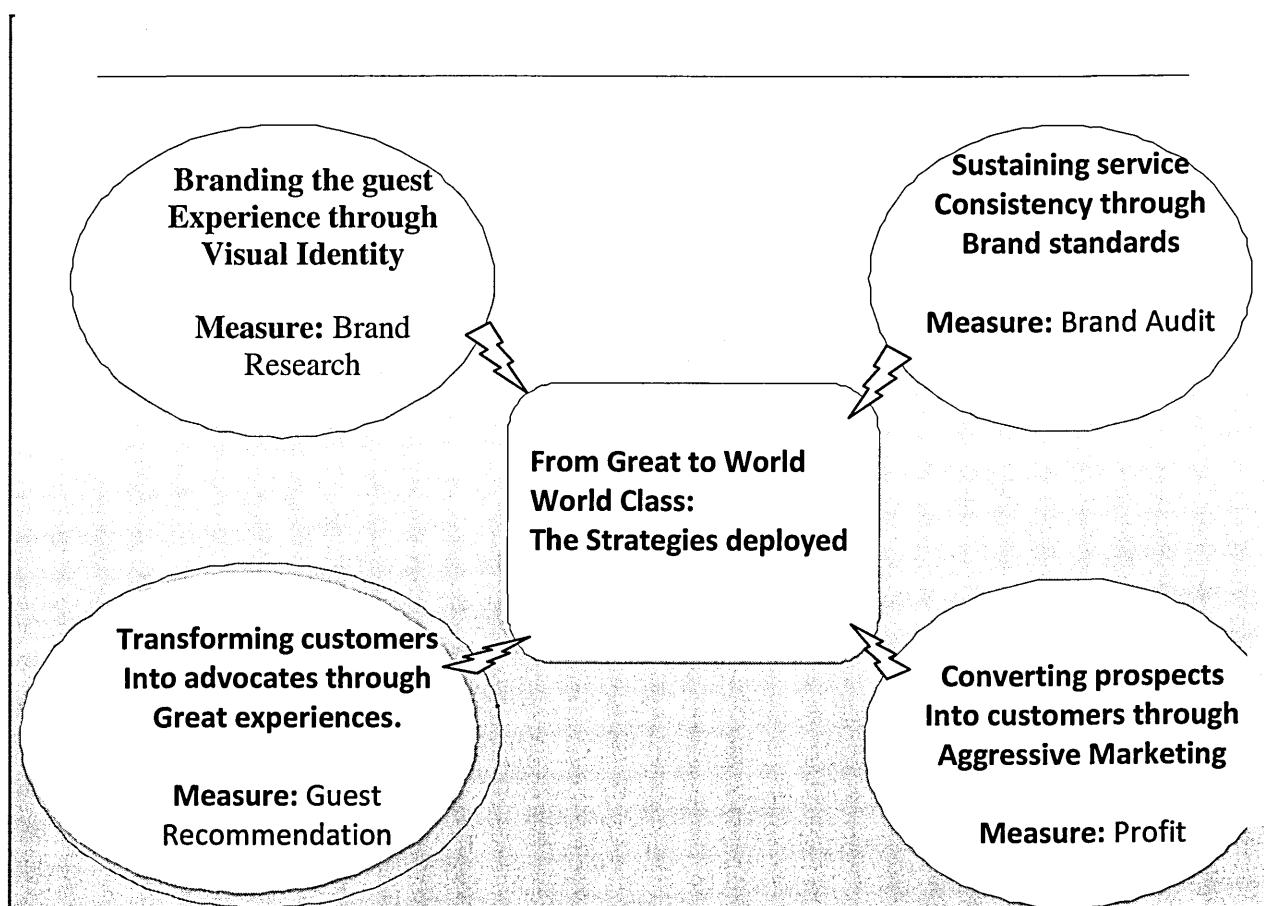 Branding the guest
Experience through
Visual Identity
Measure: Brand
Research
Sustaining service
Consistency through
Brand standards
Measure: Brand Audit
From Great to World
World Class:
The Strategies deployed
Transforming customers
Into advocates through
Great experiences.
Measure: Guest
Recommendation
Converting prospects
Into customers through
Aggressive Marketing
Measure: Profit